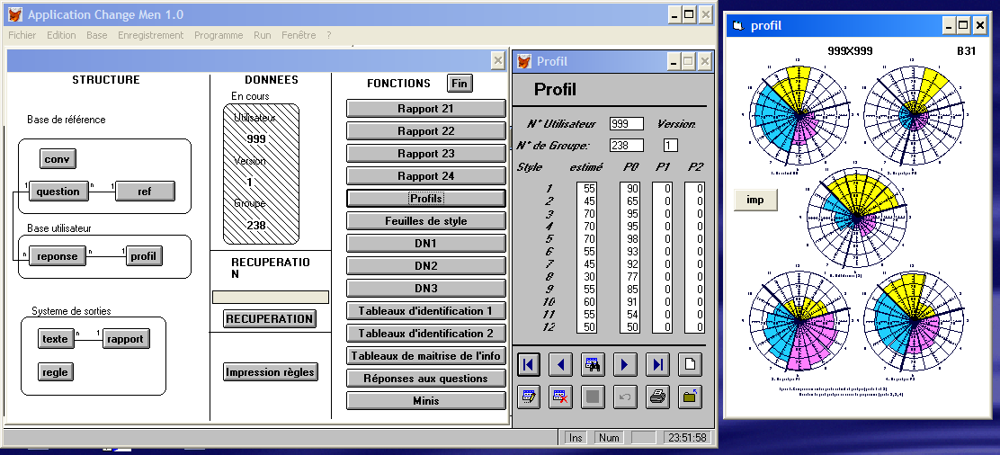 Application Change Men 1.0
Fichier Edition Base Enregistrement Programme Run Fenêtre ?
STRUCTURE
Base de référence
conv
question n 1 ref
1
Base utilisateur
n reponse n 1 profil
Systeme de sorties
texte n 1 rapport
regle
DONNEES
En cours
Utilisateur
999
Version
1
Groupe
238
RECUPERATIO
N
RECUPERATION
Impression règles
FONCTIONS Fin
Rapport 21
Rapport 22
Rapport 23
Rapport 24
Profils
Feuilles de style
DN1
DN2
DN3
Tableaux d'identification 1
Tableaux d'identification 2
Tableaux de maitrise de l'info
Réponses aux questions
Minis
Profil
Profil
N° Utilisateur 999 Version
N° de Groupe: 238 1
Style estimé P0 P1 P2
1 55 90 0 0
2 45 65 0 0
3 70 95 0 0
4 70 95 0 0
5 70 98 0 0
6 55 93 0 0
7 45 92 0 0
8 30 77 0 0
9 55 85 0 0
10 60 91 0 0
11 55 54 0 0
12 50 50 0 0
Ins Num 23:51:58
profil
999X999 B31
imp